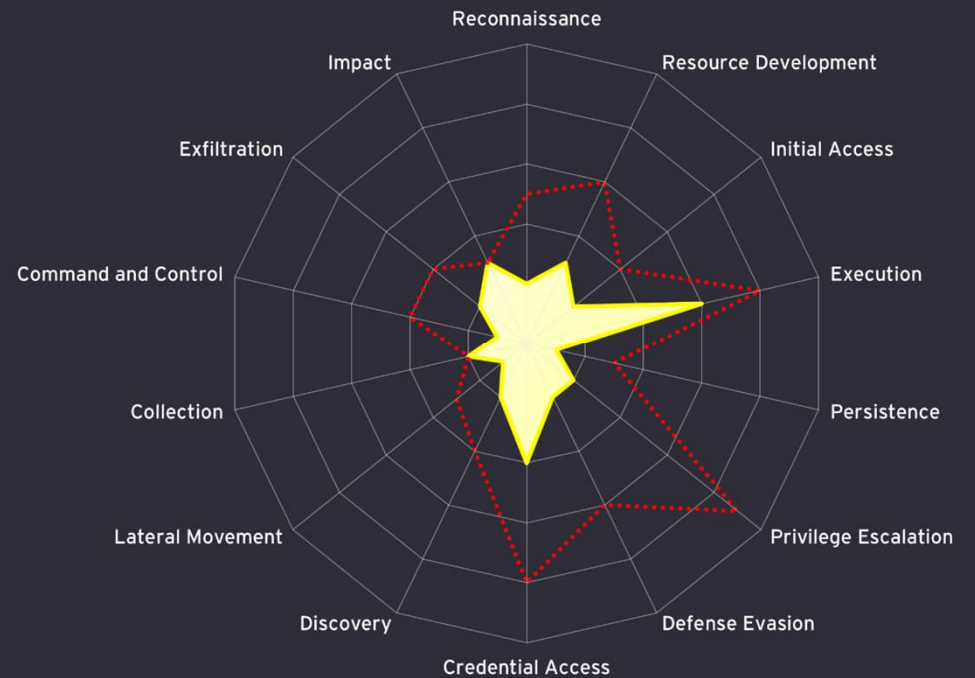 Reconnaissance
Impact
Resource Development
Exfiltration
Initial Access
Command and Control
Execution
Collection
Persistence
Lateral Movement
Privilege Escalation
Discovery
Defense Evasion
Credential Access